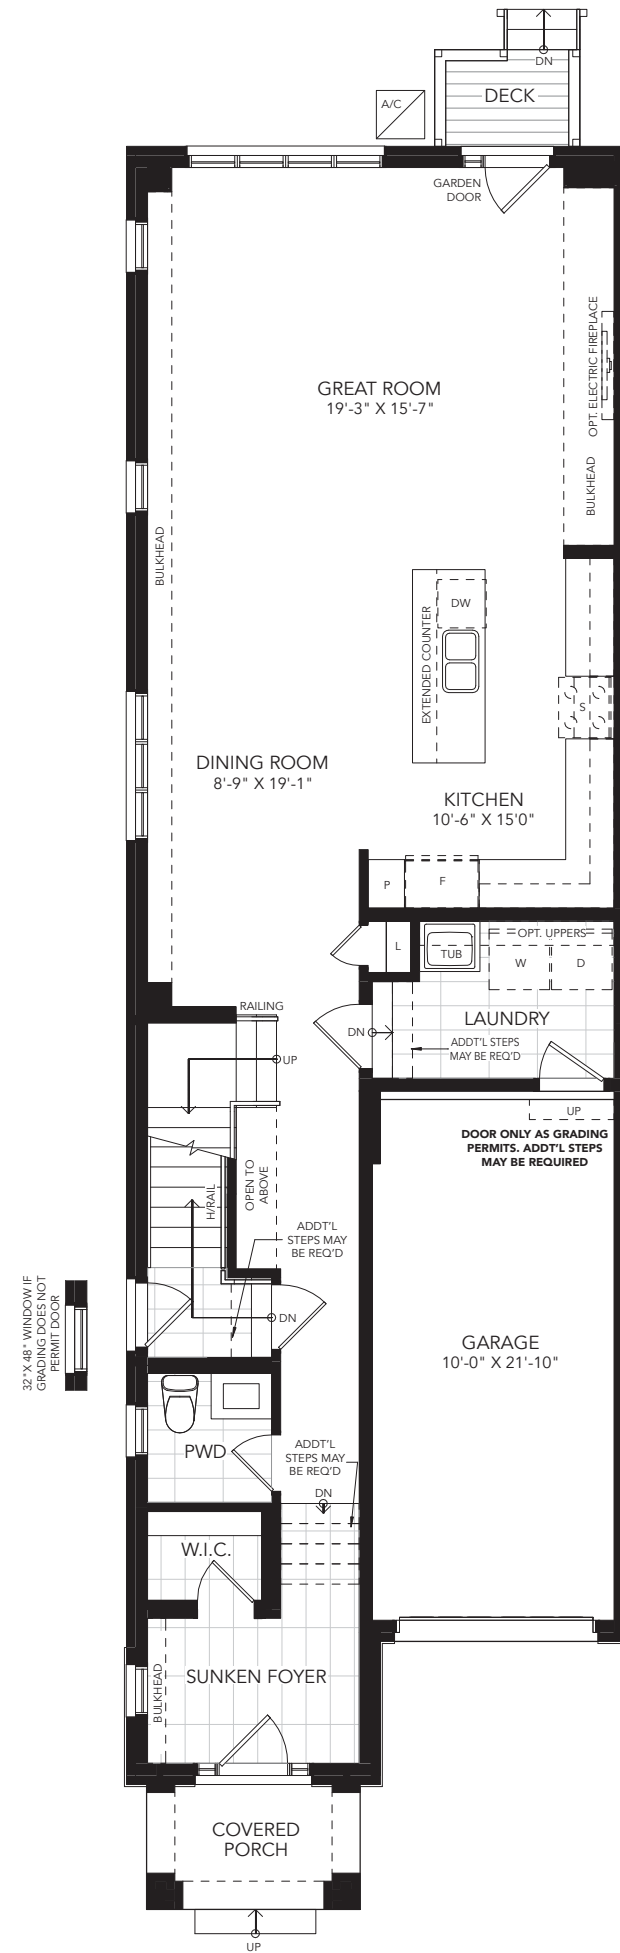 DN
DECK
A/C
GARDEN
DOOR
OPT. ELECTRIC FIREPLACE
GREAT ROOM
19'-3" X 15'-7"
BULKHEAD
BULKHEAD
DW
EXTENDED COUNTER
S
DINING ROOM
8'-9" X 19'-1"
KITCHEN
10'-6" X 15'0"
P
F
L
TUB
OPT. UPPERS
W
D
RAILING
LAUNDRY
DN
ADDT'L STEPS
MAY BE REQ'D
UP
UP
DOOR ONLY AS GRADING
PERMITS. ADDT'L STEPS
MAY BE REQUIRED
H/RAIL
OPEN TO
ABOVE
ADDT'L
STEPS MAY
BE REQ'D
32"X 48" WINDOW IF
GRADING DOES NOT
PERMIT DOOR
DN
GARAGE
10'-0" X 21'-10"
PWD
ADDT'L
STEPS MAY
BE REQ'D
DN
W.I.C.
SUNKEN FOYER
BULKHEAD
COVERED
PORCH
UP